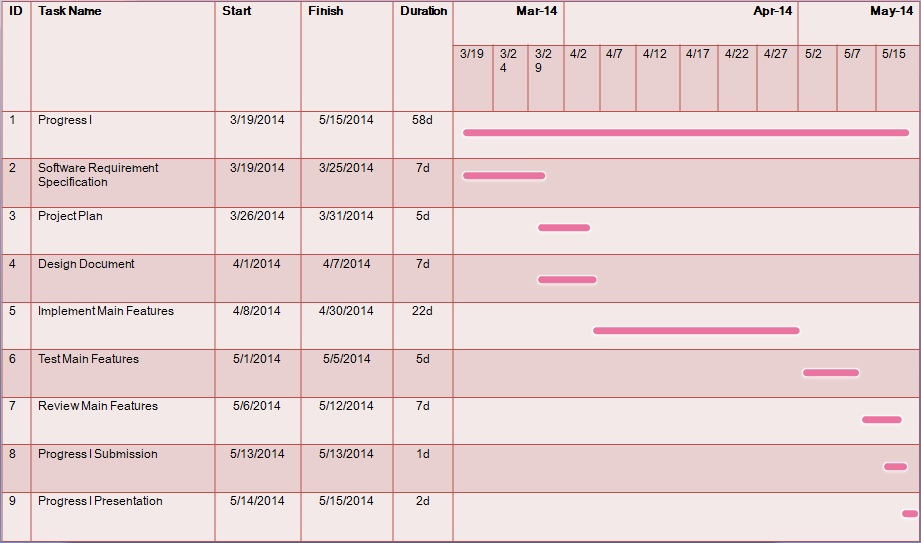 ID Task Name Start Finish Duration Mar-14 Apr-14 May-14
3/19 3/2 3/2 4/2 4/7 4/12 4/17 4/22 4/27 5/2 5/7 5/15
4 9
1 Progress I 3/19/2014 5/15/2014 58d
2 Software Requirement 3/19/2014 3/25/2014 7d
Specification
3 Project Plan 3/26/2014 3/31/2014 5d
4 Design Document 4/1/2014 4/7/2014 7d
5 Implement Main Features 4/8/2014 4/30/2014 22d
6 Test Main Features 5/1/2014 5/5/2014 5d
7 Review Main Features 5/6/2014 5/12/2014 7d
8 Progress I Submission 5/13/2014 5/13/2014 1d
9 Progress I Presentation 5/14/2014 5/15/2014 2d